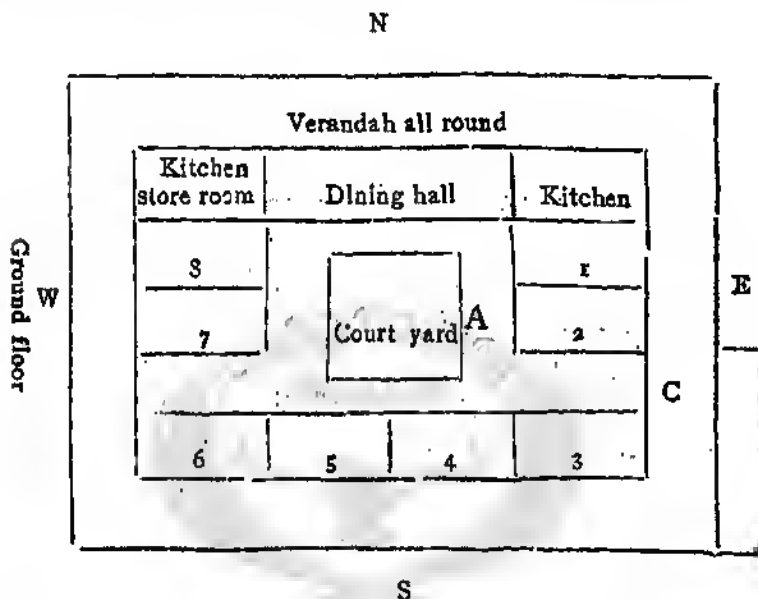 N
Verandah all round
Kitchen
store room
Dining hall
Kitchen
8
1
Ground floor
W
E
Court yard
A
7
2
C
6
5
4
3
S